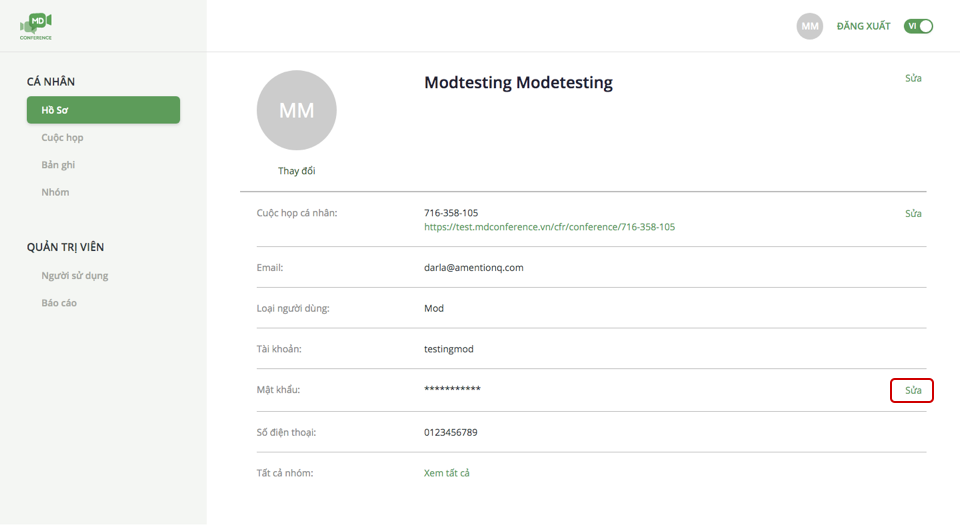 MD
CONFERENCE
MM
ĐĂNG XUẤT
VI
CÁ NHÂN
Hồ Sơ
Cuộc họp
Bản ghi
Nhóm
QUẢN TRỊ VIÊN
Người sử dụng
Báo cáo
MM
Thay đổi
Modtesting Modetesting
Sửa
Cuộc họp cá nhân:
716-358-105
Sửa
https://test.mdconference.vn/cfr/conference/716-358-105
Email:
darla@amentionq.com
Loại người dùng:
Mod
Tài khoản:
testingmod
Mật khẩu:
***********
Sửa
Số điện thoại:
0123456789
Tất cả nhóm:
Xem tất cả